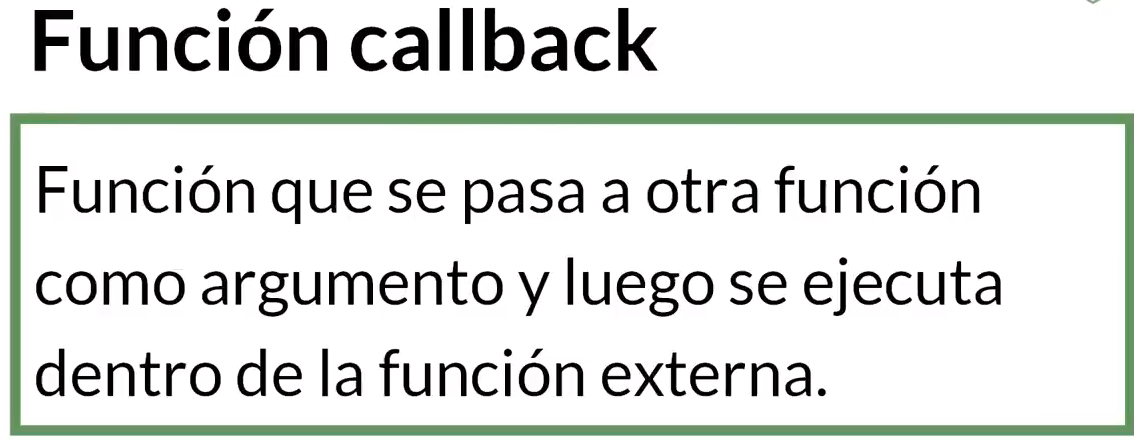 Función callback
Función que se pasa a otra función
como argumento y luego se ejecuta
dentro de la función externa.